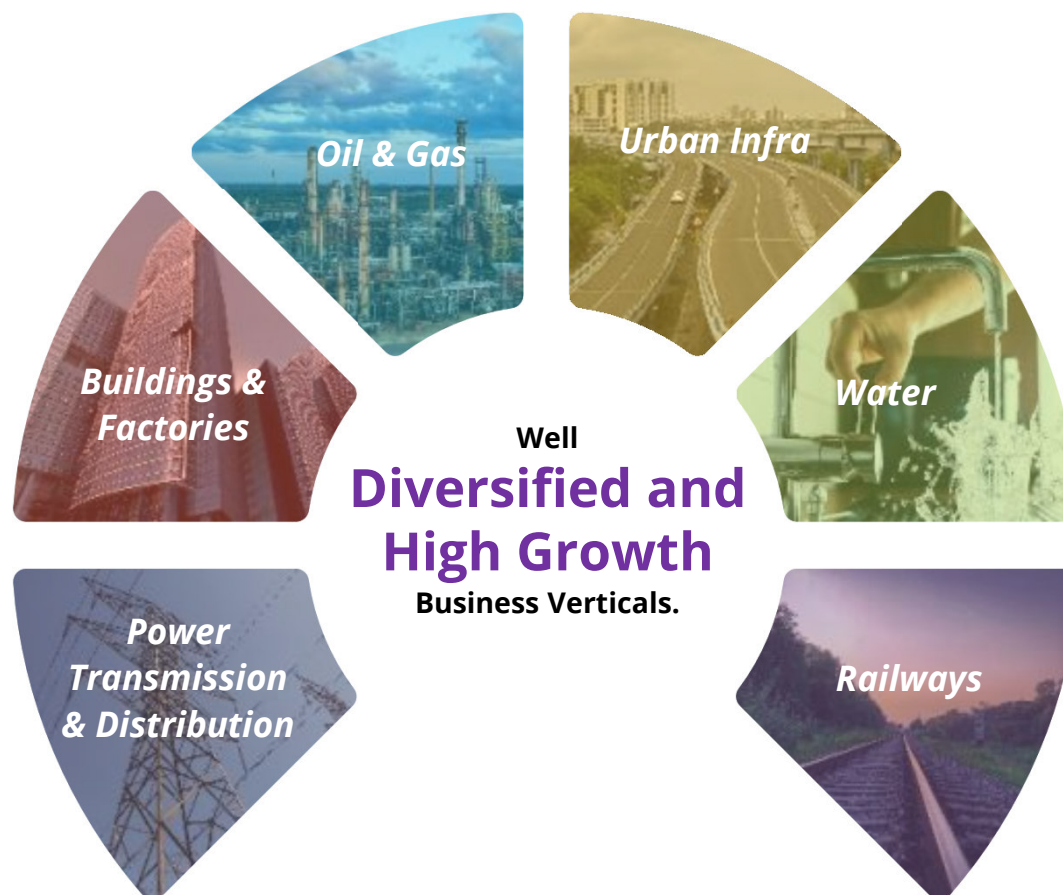 Oil & Gas
Urban Infra
Buildings &
Factories
Water
Well
Diversified and
High Growth
Business Verticals.
Power
Transmission
& Distribution
Railways